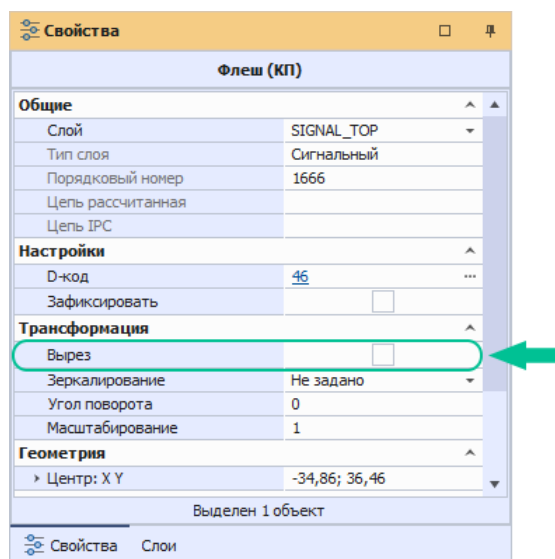 Свойства
Флеш (КП)
Общие
Слой SIGNAL_TOP
Тип слоя Сигнальный
Порядковый номер 1666
Цепь рассчитанная
Цепь IPC
Настройки
D-код 46 ...
Зафиксировать
Трансформация
Вырез
Зеркалирование Не задано
Угол поворота 0
Масштабирование 1
Геометрия
Центр: X Y -34,86; 36,46
Выделен 1 объект
Свойства Слои